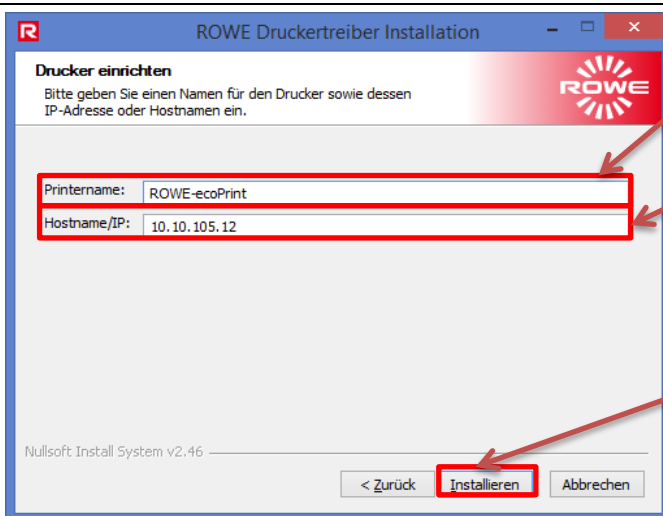 R
ROWE Druckertreiber Installation
Drucker einrichten
Bitte geben Sie einen Namen für den Drucker sowie dessen
IP-Adresse oder Hostnamen ein.
ROWE
Printername: ROWE-ecoPrint
Hostname/IP: 10.10.105.12
Nullsoft Install System v2.46
< Zurück Installieren Abbrechen